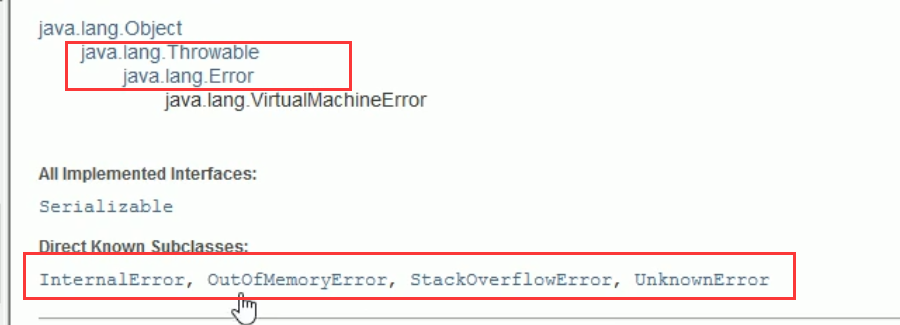 java.lang.Object
java.lang.Throwable
java.lang.Error
java.lang.VirtualMachineError
All Implemented Interfaces:
Serializable
Direct Known Subclasses:
InternalError, OutOfMemoryError, StackOverflowError, UnknownError